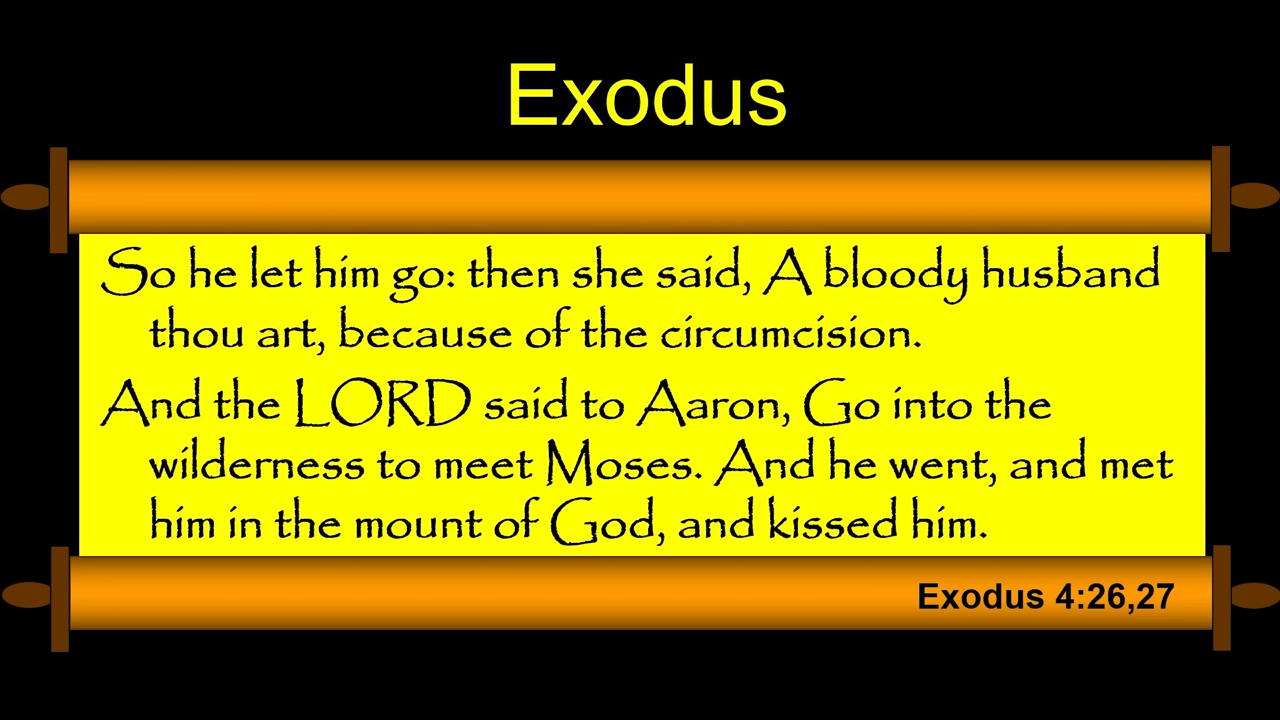 Exodus
So he let him go: then she said, A bloody husband
thou art, because of the circumcision.
And the LORD said to Aaron, Go into the
wilderness to meet Moses. And he went, and met
him in the mount of God, and kissed him.
Exodus 4:26,27